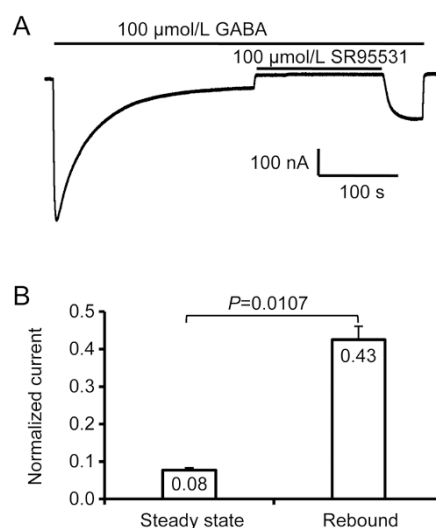 A
100 μmol/L GABA
100 μmol/L SR95531
100 nA
100 s
B
Normalized current
0.5
0.4
0.3
0.2
0.1
0.0
P=0.0107
0.08
0.43
Steady state
Rebound